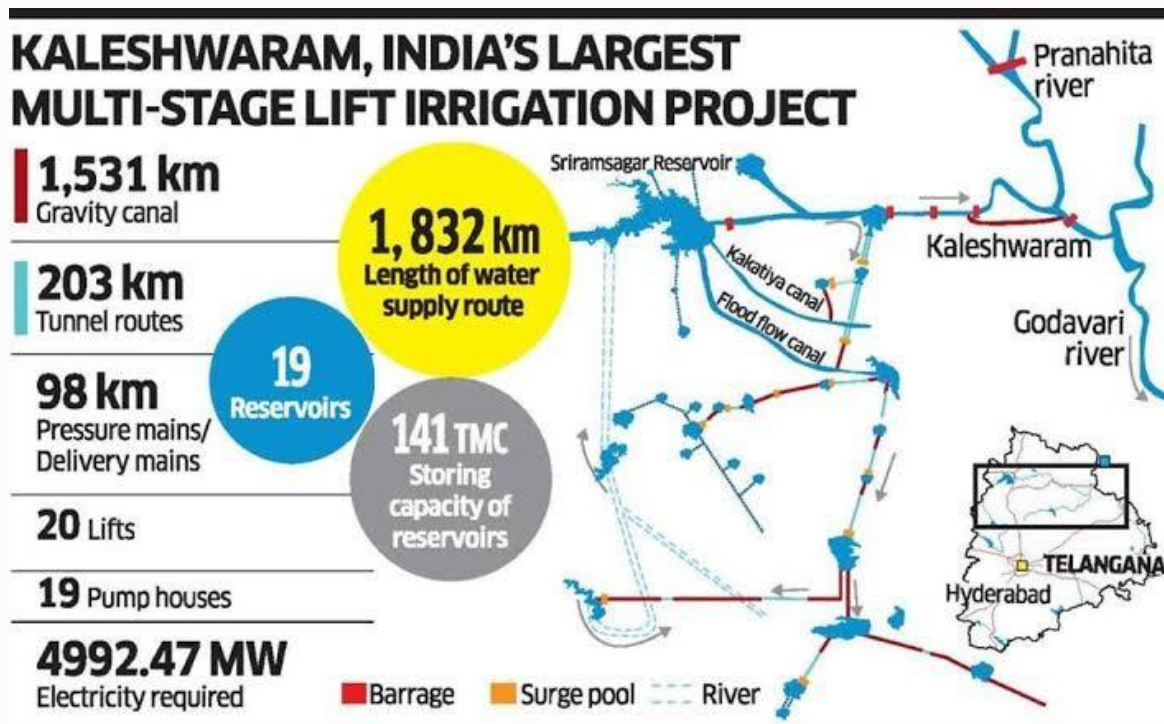 KALESHWARAM, INDIA'S LARGEST
MULTI-STAGE LIFT IRRIGATION PROJECT
1,531 km
Gravity canal
203 km
Tunnel routes
98 km
Pressure mains/
Delivery mains
20 Lifts
19 Pump houses
4992.47 MW
Electricity required
1, 832 km
Length of water
supply route
19
Reservoirs
141 TMC
Storing
capacity of
reservoirs
Sriramsagar Reservoir
Kakatiya canal
Flood flow canal
Pranahita
river
Kaleshwaram
Godavari
river
TELANGANA
Hyderabad
Barrage
Surge pool
River